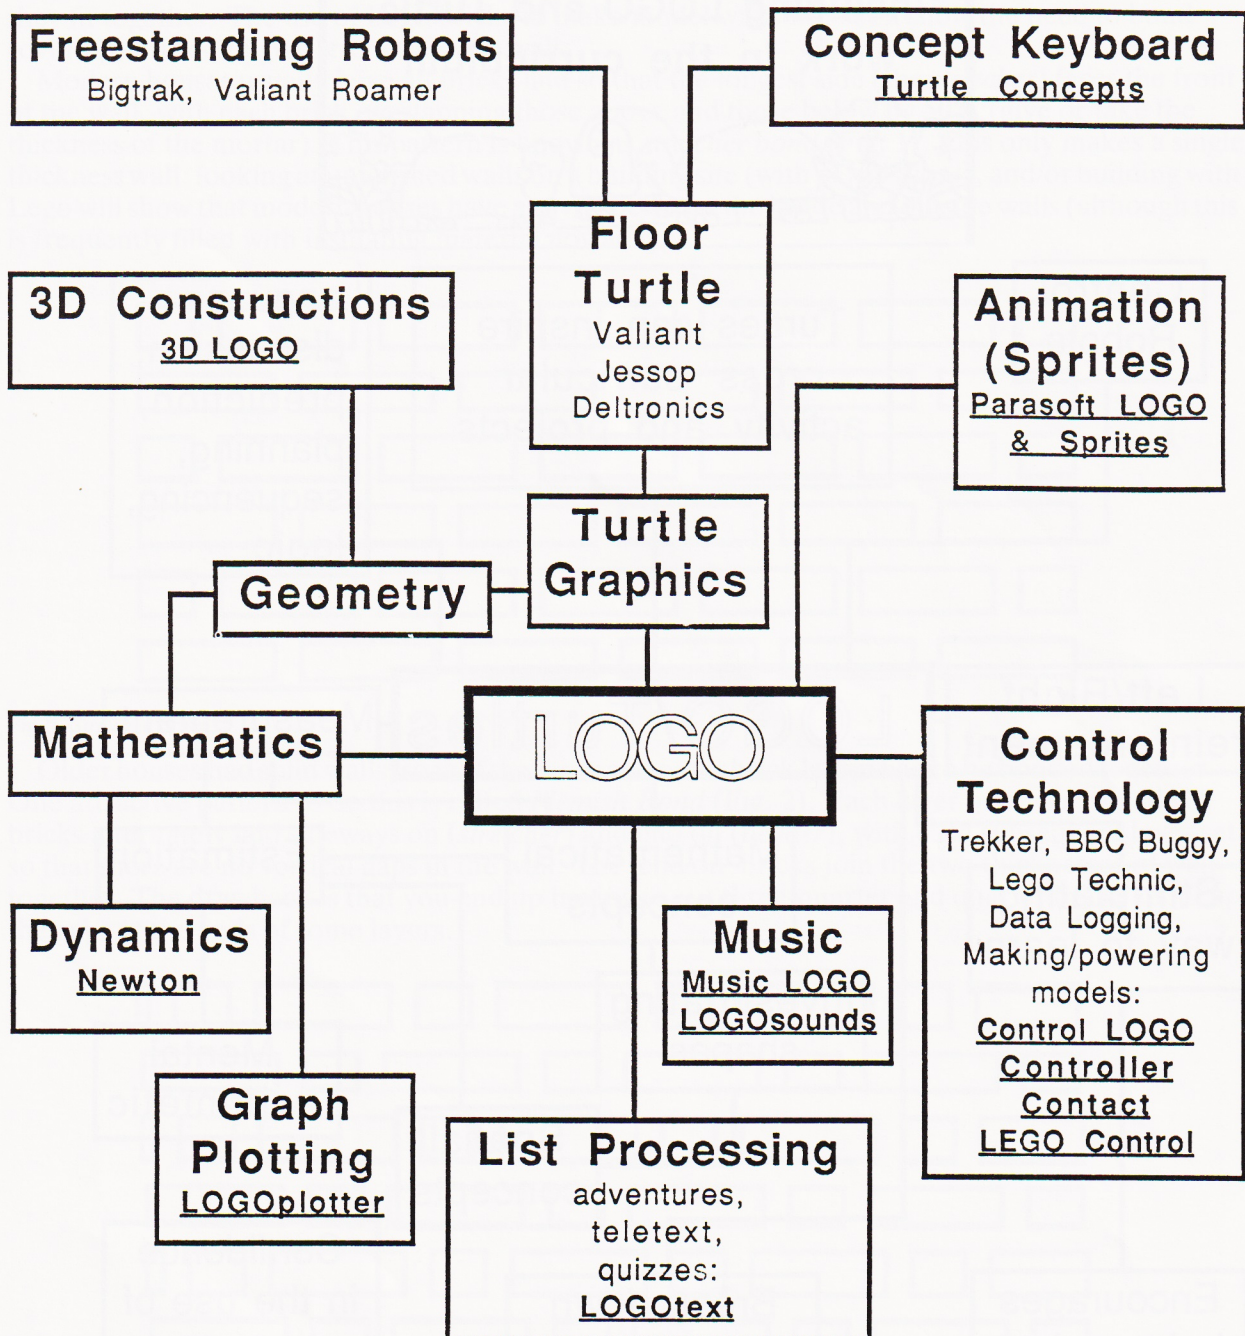 Freestanding Robots
Bigtrak, Valiant Roamer
Concept Keyboard
Turtle Concepts
Floor
Turtle
Valiant
Jessop
Deltronics
3D Constructions
3D LOGO
Animation
(Sprites)
Parasoft LOGO
& Sprites
Turtle
Graphics
Geometry
Mathematics
LOGO
Control
Technology
Trekker, BBC Buggy,
Lego Technic,
Data Logging,
Making/powering
models:
Control LOGO
Controller
Contact
LEGO Control
Dynamics
Newton
Music
Music LOGO
LOGOsounds
Graph
Plotting
LOGOplotter
List Processing
adventures,
teletext,
quizzes:
LOGOtext